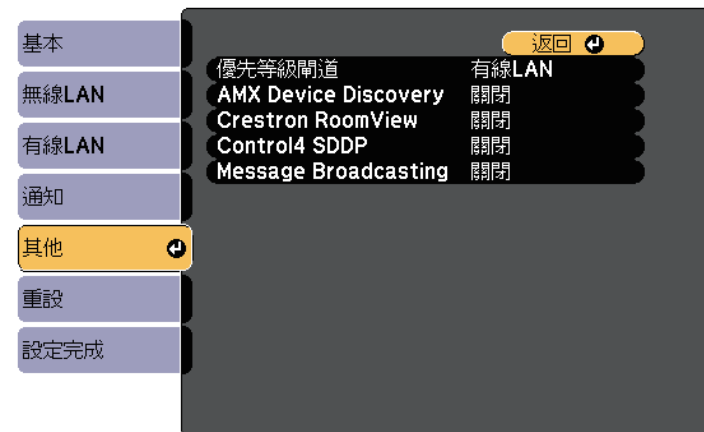 基本
無線LAN
有線LAN
通知
其他
重設
設定完成
返回
優先等級閘道 有線LAN
AMX Device Discovery 關閉
Crestron RoomView 關閉
Control4 SDDP 關閉
Message Broadcasting 關閉